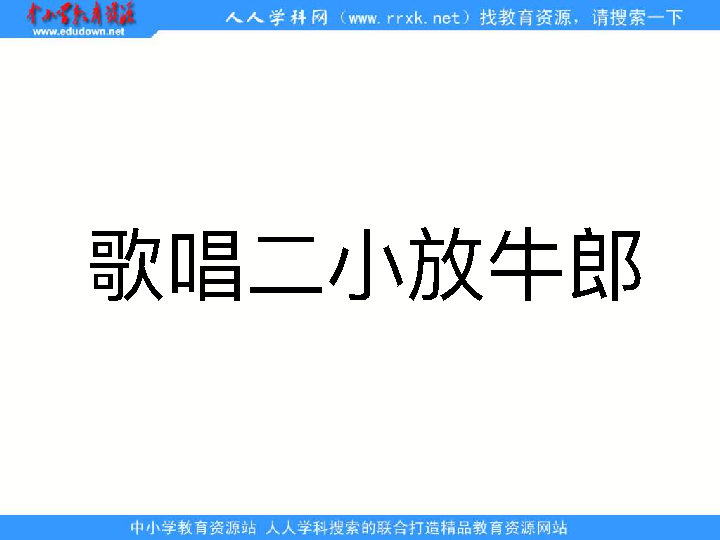 中小学教育资源
www.edudown.net
人人学科网（www.rrxk.net）找教育资源，请搜索一下
歌唱二小放牛郎
中小学教育资源站 人人学科搜索的联合打造精品教育资源网站